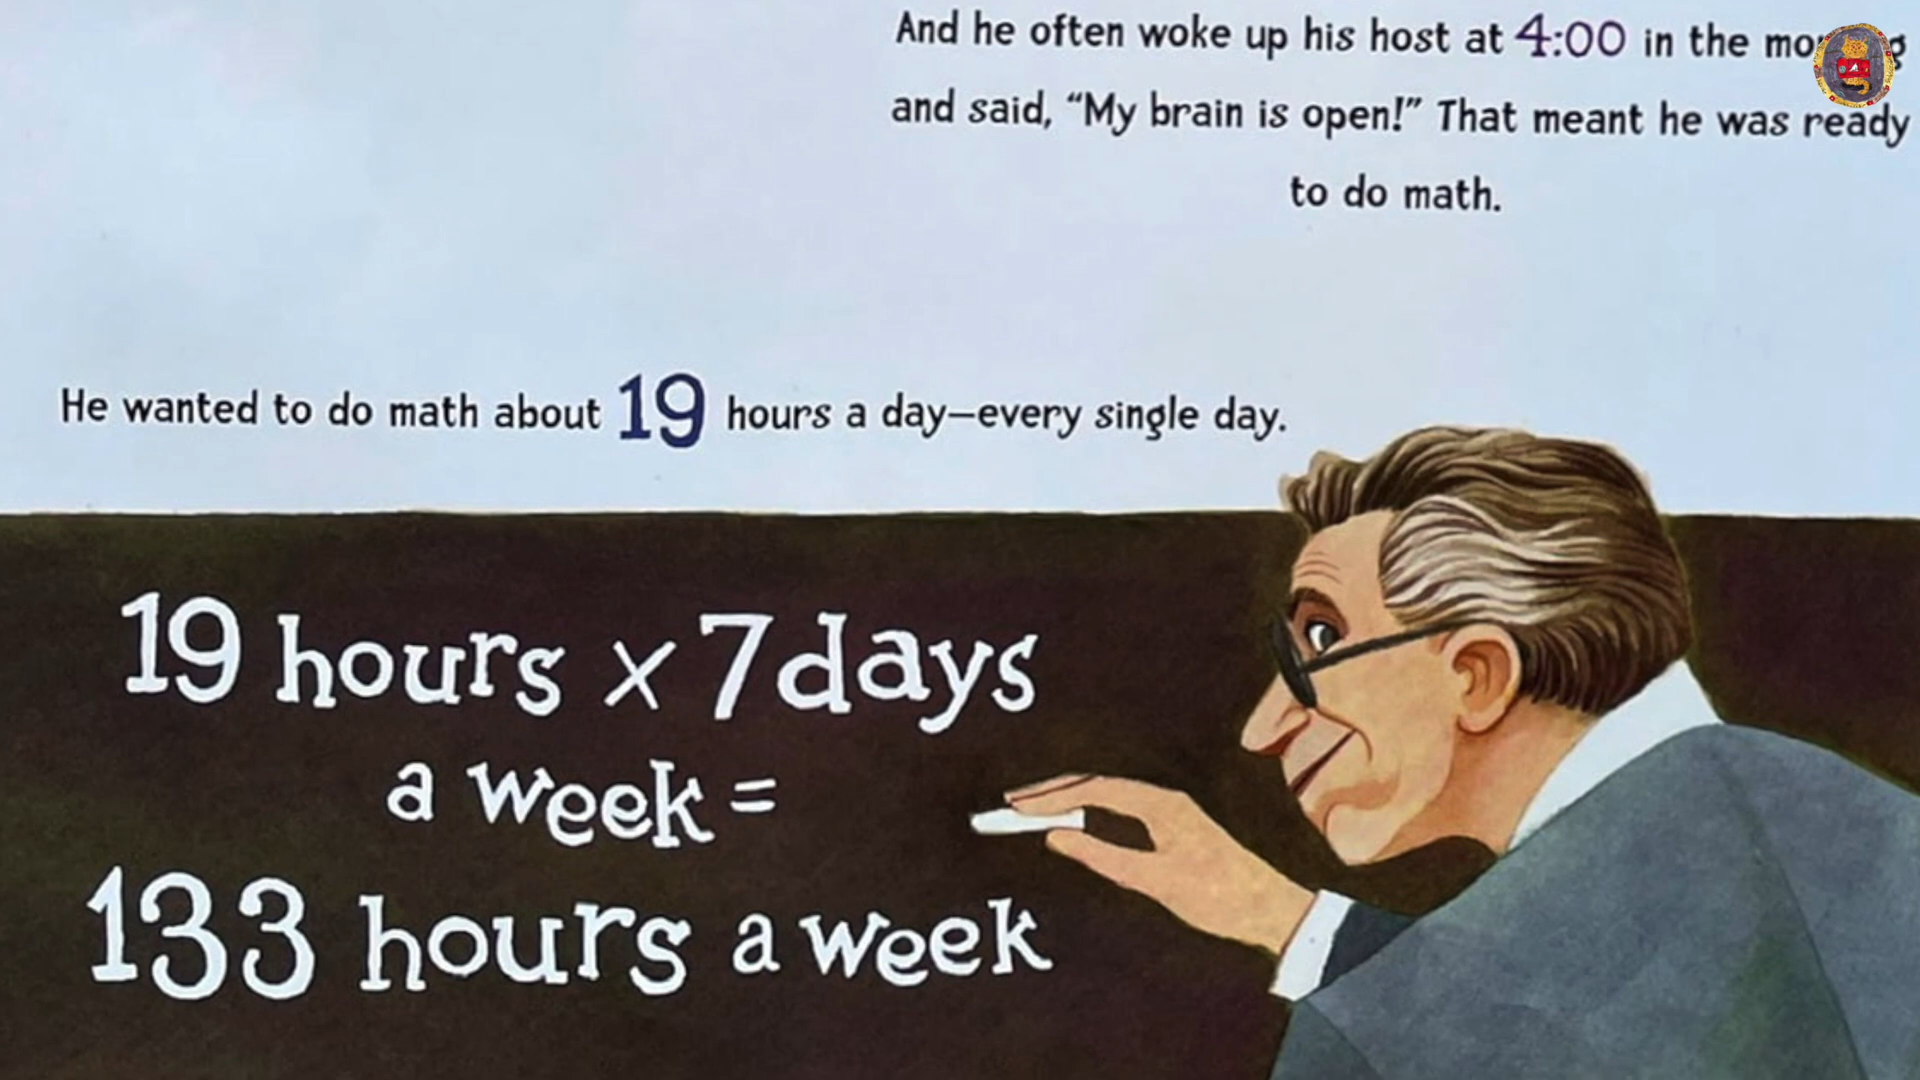 And he often woke up his host at 4:00 in the
and said, “My brain is open!” That meant he was ready
to do math.
He wanted to do math about 19 hours a day—every single day.
19 hours x 7 days
a week =
133 hours a week